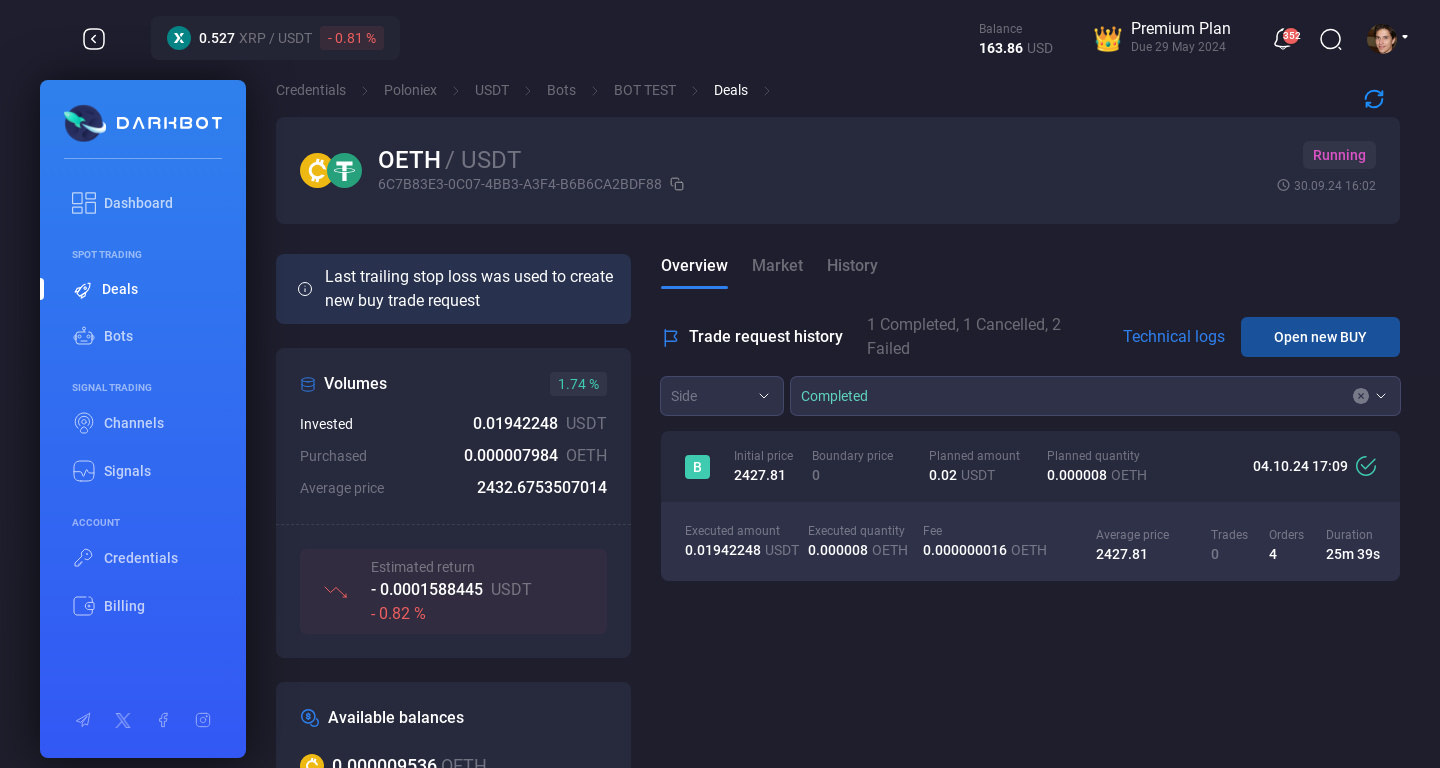 0.527 XRP / USDT - 0.81 %
Balance
163.86 USD
Premium Plan
Due 29 May 2024
352
DARKBOT
Dashboard
SPOT TRADING
Deals
Bots
SIGNAL TRADING
Channels
Signals
ACCOUNT
Credentials
Billing
Credentials
Poloniex
USDT
Bots
BOT TEST
Deals
OETH / USDT
6C7B83E3-0C07-4BB3-A3F4-B6B6CA2BDF88
Running
30.09.24 16:02
Last trailing stop loss was used to create
new buy trade request
Volumes
1.74 %
Invested 0.01942248 USDT
Purchased 0.000007984 OETH
Average price 2432.6753507014
Estimated return
- 0.0001588445 USDT
- 0.82 %
Available balances
0.000009536 OETH
Overview
Market
History
Trade request history
1 Completed, 1 Cancelled, 2
Failed
Technical logs
Open new BUY
Side
Completed
B
Initial price
2427.81
Boundary price
0
Planned amount
0.02 USDT
Planned quantity
0.000008 OETH
04.10.24 17:09
Executed amount
0.01942248 USDT
Executed quantity
0.000008 OETH
Fee
0.000000016 OETH
Average price
2427.81
Trades
0
Orders
4
Duration
25m 39s